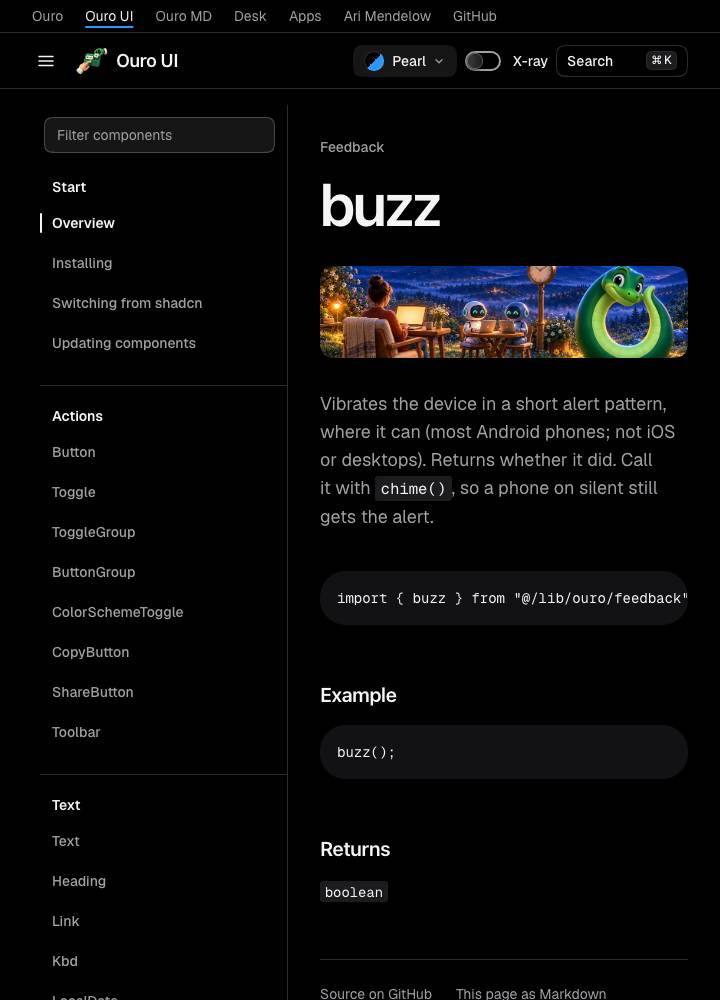 Ouro
Ouro UI
Ouro MD
Desk
Apps
Ari Mendelow
GitHub
Ouro UI
Pearl
X-ray
Search
⌘ K
Filter components
Start
Overview
Installing
Switching from shadcn
Updating components
Actions
Button
Toggle
ToggleGroup
ButtonGroup
ColorSchemeToggle
CopyButton
ShareButton
Toolbar
Text
Text
Heading
Link
Kbd
LocalDate
Feedback
buzz
Vibrates the device in a short alert pattern,
where it can (most Android phones; not iOS
or desktops). Returns whether it did. Call
it with chime(), so a phone on silent still
gets the alert.
import { buzz } from "@/lib/ouro/feedback"
Example
buzz();
Returns
boolean
Source on GitHub
This page as Markdown